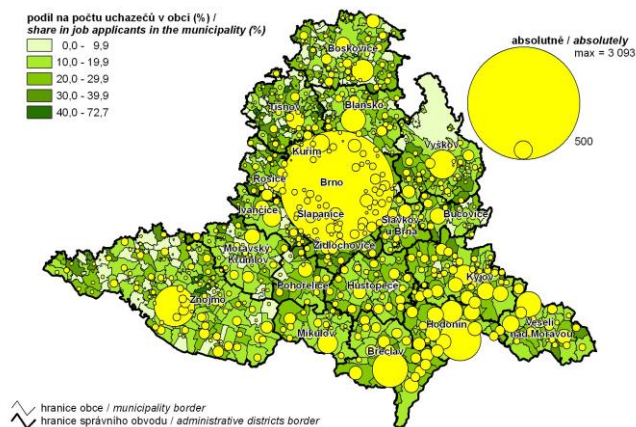 podíl na počtu uchazečů v obci (%) /
share in job applicants in the municipality (%)
0,0 - 9,9
10,0 - 19,9
20,0 - 29,9
30,0 - 39,9
40,0 - 72,7
absolutně / absolutely
max = 3 093
500
Boskovice
Tišnov
Blansko
Kuřim
Vyškov
Rosice
Brno
Ivančice
Šlapanice
Slavkov
u Brna
Bučovice
Židlochovice
Moravský
Krumlov
Kyjov
Pohořelice
Hustopeče
Znojmo
Hodonín
Veselí
nad Moravou
Mikulov
Břeclav
hranice obce / municipality border
hranice správního obvodu / administrative districts border